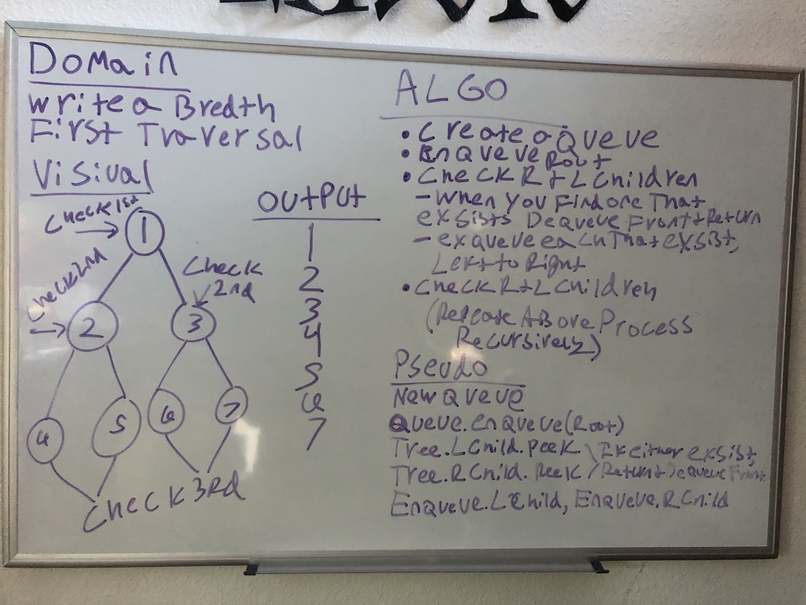 Domain
Write a Bredth
First Traversal
Visival
Check 1st
1
Check 2nd
Check
2nd
2
3
4
5
6
7
Check 3rd
OUTPUT
1
2
3
4
5
6
7
ALGO
• Create a Queue
• EnQueue Root
• Check R + L Children
- When You Find one That
exsists Dequeue Front + Return
- exqueue each That exsist,
Left to Right
• Check R + L Children
(Repeat Above Process
Recursively)
Pseudo
New Queue
Queue.enQueue(Root)
Tree.LChild.Peek \ IF either exsist,
Tree.RChild.Peek / Return Dequeue Front
Enqueue.LChild, Enqueue.RChild